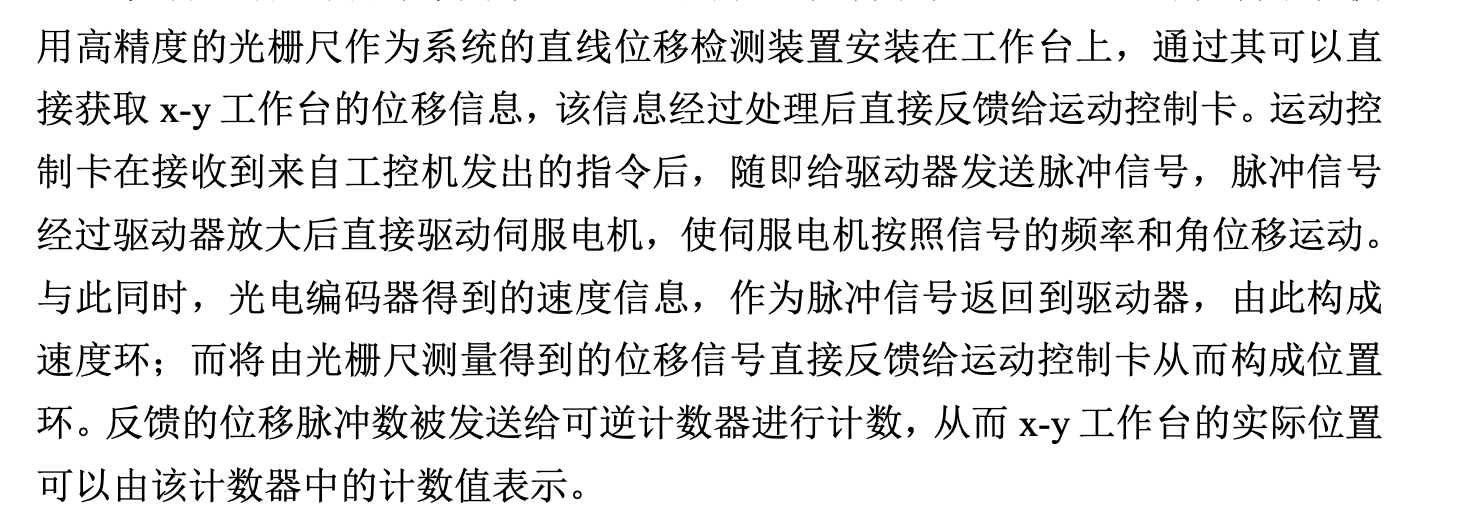 用高精度的光栅尺作为系统的直线位移检测装置安装在工作台上，通过其可以直
接获取 x-y 工作台的位移信息，该信息经过处理后直接反馈给运动控制卡。运动控
制卡在接收到来自工控机发出的指令后，随即给驱动器发送脉冲信号，脉冲信号
经过驱动器放大后直接驱动伺服电机，使伺服电机按照信号的频率和角位移运动。
与此同时，光电编码器得到的速度信息，作为脉冲信号返回到驱动器，由此构成
速度环；而将由光栅尺测量得到的位移信号直接反馈给运动控制卡从而构成位置
环。反馈的位移脉冲数被发送给可逆计数器进行计数，从而 x-y 工作台的实际位置
可以由该计数器中的计数值表示。